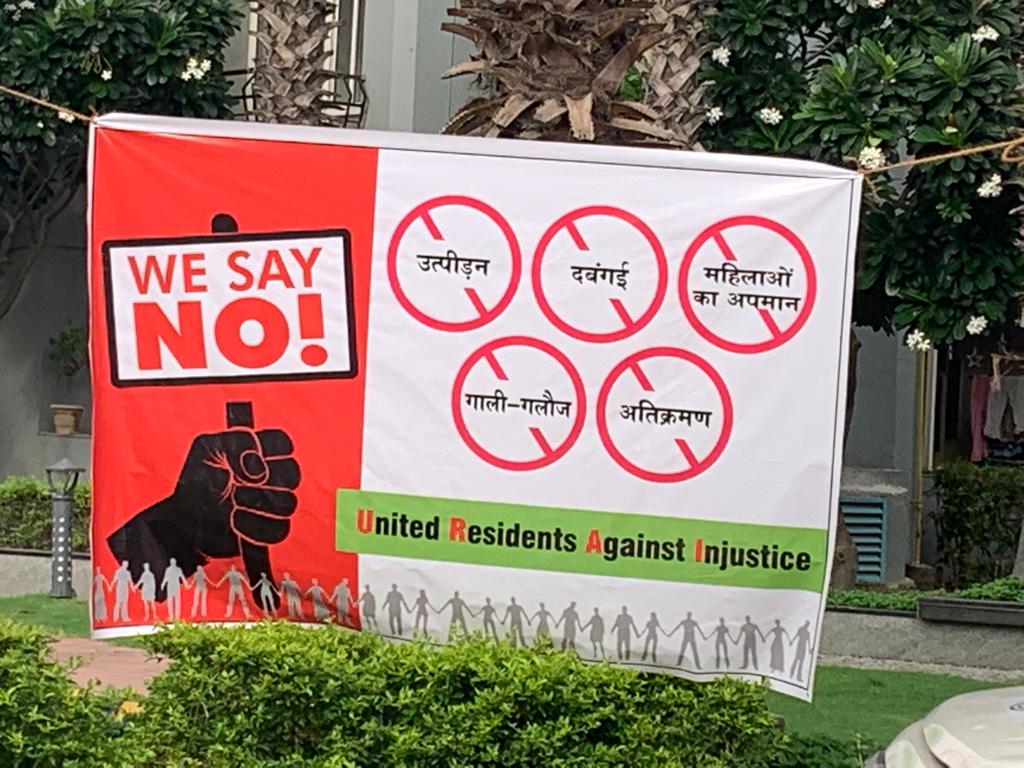 WE SAY
NO!
उत्पीड़न
दबंगई
महिलाओं
का अपमान
गाली-गलौज
अतिक्रमण
United Residents Against Injustice